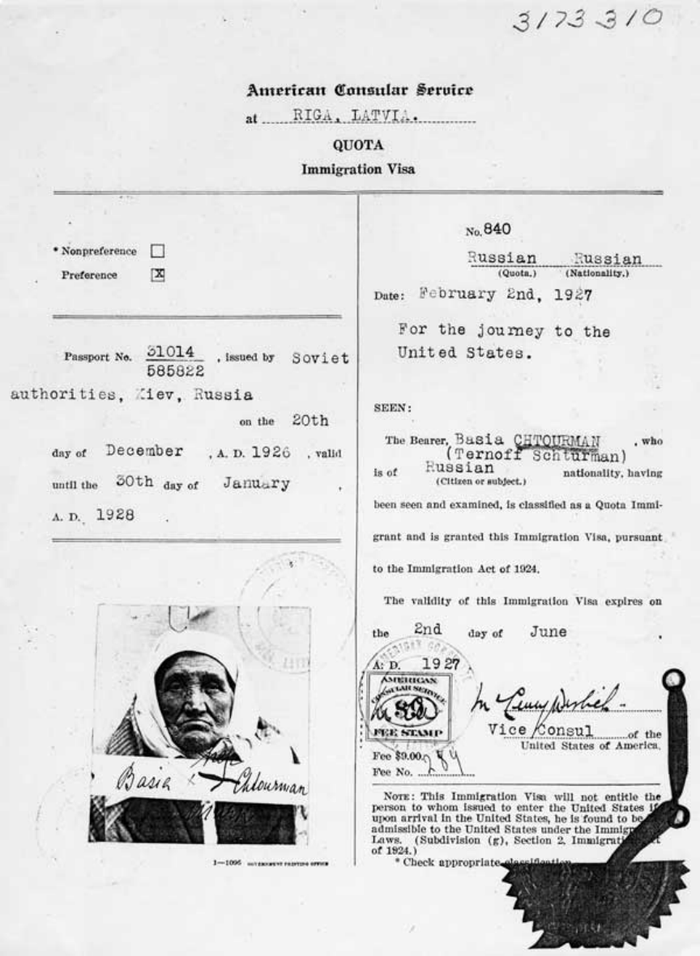 3173 310
American Consular Service
at RIGA, LATVIA.
QUOTA
Immigration Visa
* Nonpreference
Preference X
Passport No. 31014 , issued by Soviet
585822
authorities, Kiev, Russia
on the 20th
day of December , A. D. 1926 , valid
until the 30th day of January ,
A. D. 1928
Basia Chtourman
1—1096 GOVERNMENT PRINTING OFFICE
No. 840
Russian Russian
(Quota.) (Nationality.)
Date: February 2nd, 1927
For the journey to the
United States.
SEEN:
The Bearer, Basia CHTOURMAN , who
(Ternoff Schturman)
is of Russian nationality, having
(Citizen or subject.)
been seen and examined, is classified as a Quota Immi-
grant and is granted this Immigration Visa, pursuant
to the Immigration Act of 1924.
The validity of this Immigration Visa expires on
the 2nd day of June ,
A. D. 1927
AMERICAN
CONSULAR SERVICE
$9
FEE STAMP
Vice Consul of the
United States of America.
Fee $9.00.
Fee No. 284
NOTE: This Immigration Visa will not entitle the
person to whom issued to enter the United States if
upon arrival in the United States, he is found to be
admissible to the United States under the Immigr
Laws. (Subdivision (g), Section 2, Immigrati
of 1924.)
* Check appropriate classification.